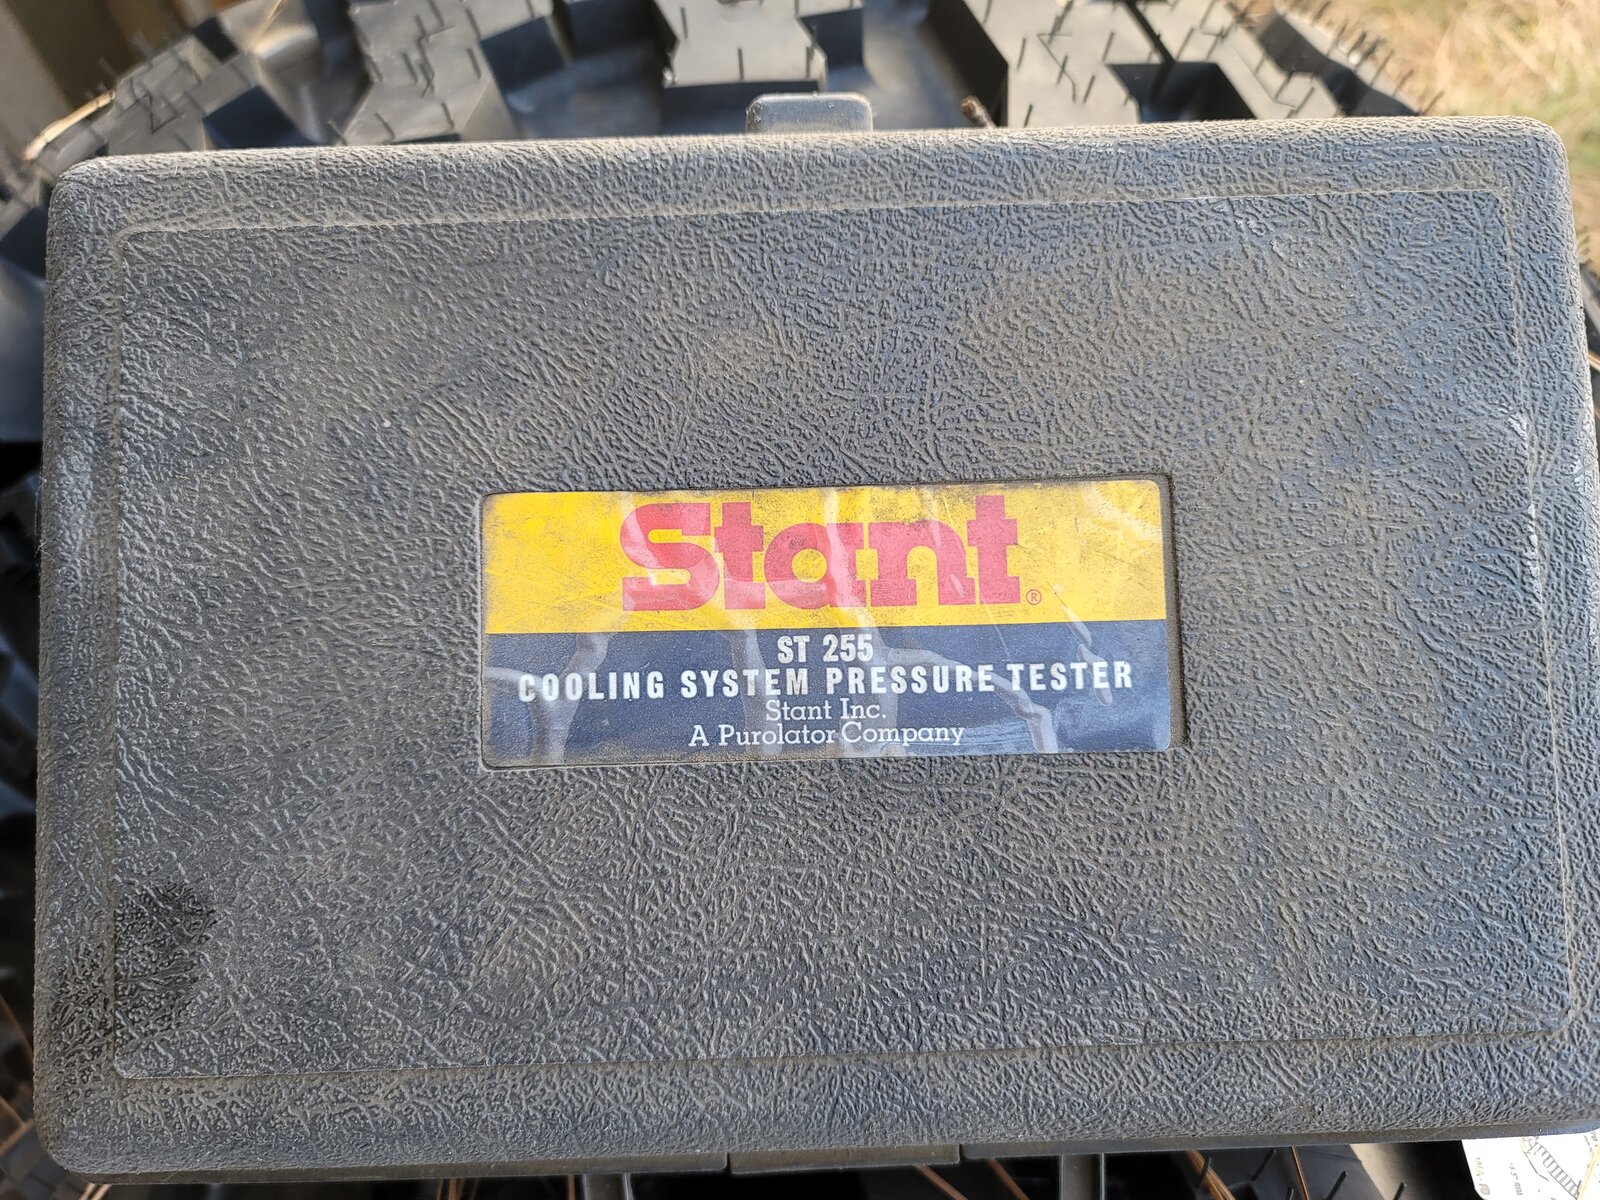 Stant®
ST 255
COOLING SYSTEM PRESSURE TESTER
Stant Inc.
A Purolator Company